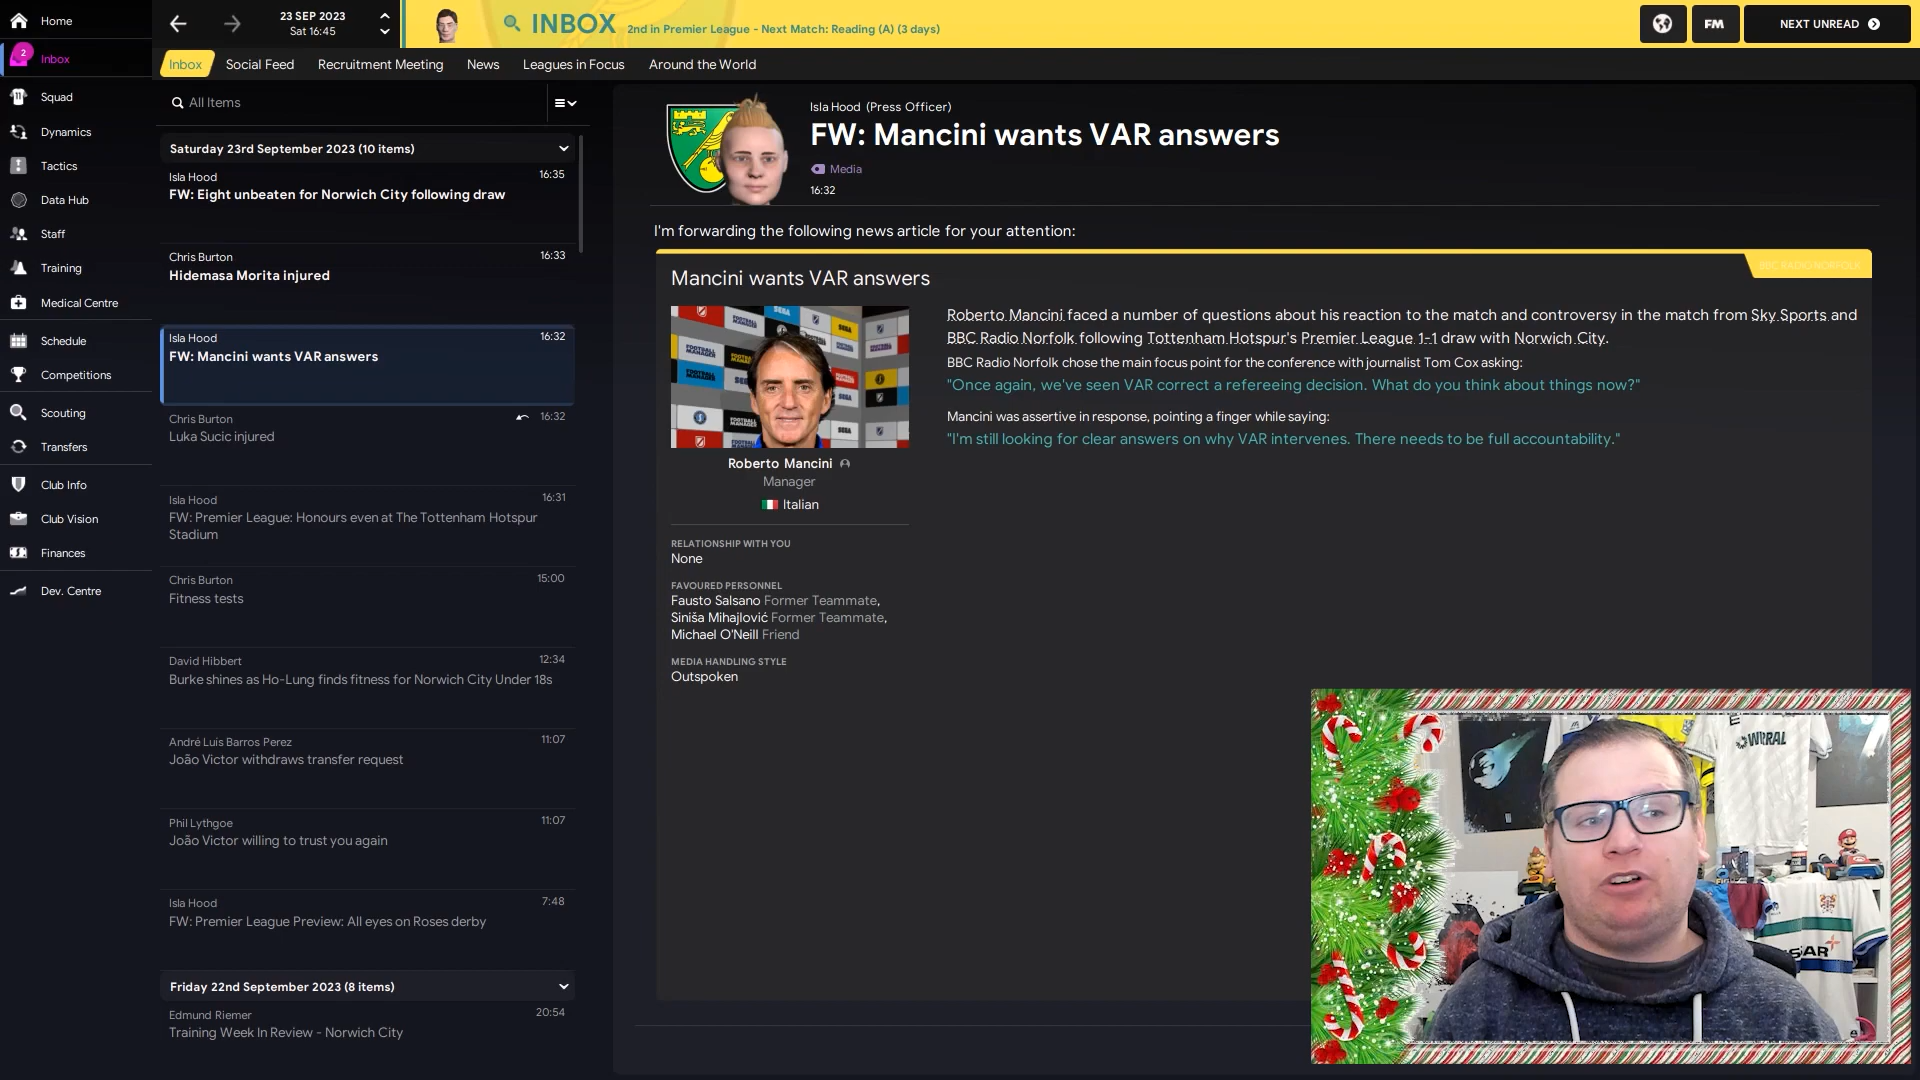 Home
2
Inbox
Squad
Dynamics
Tactics
Data Hub
Staff
Training
Medical Centre
Schedule
Competitions
Scouting
Transfers
Club Info
Club Vision
Finances
Dev. Centre
23 SEP 2023
Sat 16:45
INBOX 2nd in Premier League - Next Match: Reading (A) (3 days)
FM
NEXT UNREAD
Inbox Social Feed Recruitment Meeting News Leagues in Focus Around the World
All Items
Saturday 23rd September 2023 (10 items)
Isla Hood 16:35
FW: Eight unbeaten for Norwich City following draw
Chris Burton 16:33
Hidemasa Morita injured
Isla Hood 16:32
FW: Mancini wants VAR answers
Chris Burton 16:32
Luka Sucic injured
Isla Hood 16:31
FW: Premier League: Honours even at The Tottenham Hotspur
Stadium
Chris Burton 15:00
Fitness tests
David Hibbert 12:34
Burke shines as Ho-Lung finds fitness for Norwich City Under 18s
André Luís Barros Perez 11:07
João Victor withdraws transfer request
Phil Lythgoe 11:07
João Victor willing to trust you again
Isla Hood 7:48
FW: Premier League Preview: All eyes on Roses derby
Friday 22nd September 2023 (8 items)
Edmund Riemer 20:54
Training Week In Review - Norwich City
Isla Hood (Press Officer)
FW: Mancini wants VAR answers
Media
16:32
I'm forwarding the following news article for your attention:
BBC RADIO NORFOLK
Mancini wants VAR answers
Roberto Mancini faced a number of questions about his reaction to the match and controversy in the match from Sky Sports and
BBC Radio Norfolk following Tottenham Hotspur's Premier League 1-1 draw with Norwich City.
BBC Radio Norfolk chose the main focus point for the conference with journalist Tom Cox asking:
"Once again, we've seen VAR correct a refereeing decision. What do you think about things now?"
Mancini was assertive in response, pointing a finger while saying:
"I'm still looking for clear answers on why VAR intervenes. There needs to be full accountability."
Roberto Mancini
Manager
Italian
RELATIONSHIP WITH YOU
None
FAVOURED PERSONNEL
Fausto Salsano Former Teammate,
Siniša Mihajlović Former Teammate,
Michael O'Neill Friend
MEDIA HANDLING STYLE
Outspoken
WIRRAL